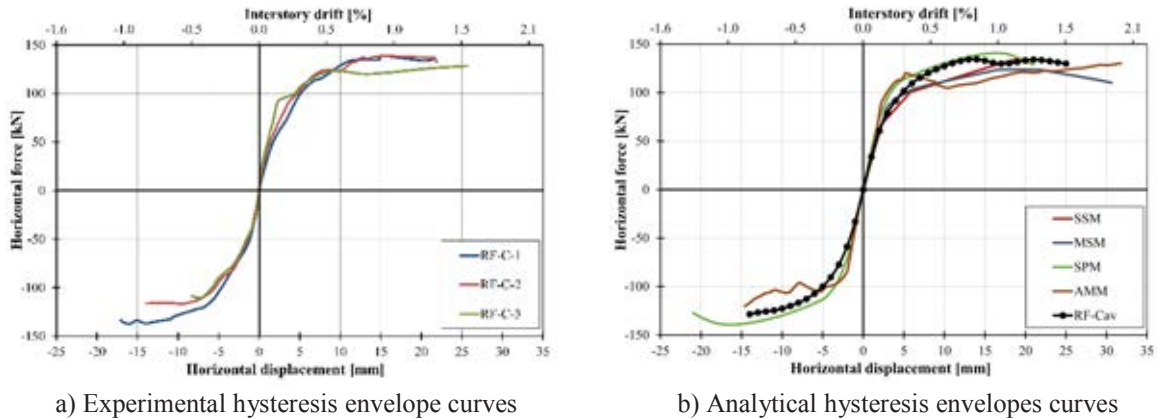 Interstory drift [%]
-1.6 -1.0 -0.5 0.0 0.5 1.0 1.5 2.1
150
100
50
0
-50
-100
-150
Horizontal force [kN]
RF-C-1
RF-C-2
RF-C-3
-25 -20 -15 -10 -5 0 5 10 15 20 25 30 35
Horizontal displacement [mm]
a) Experimental hysteresis envelope curves
Interstory drift [%]
-1.6 -1.0 -0.5 0.0 0.5 1.0 1.5 2.1
150
100
50
0
-50
-100
-150
Horizontal force [kN]
SSM
MSM
SPM
AMM
RF-Cav
-25 -20 -15 -10 -5 0 5 10 15 20 25 30 35
Horizontal displacement [mm]
b) Analytical hysteresis envelopes curves